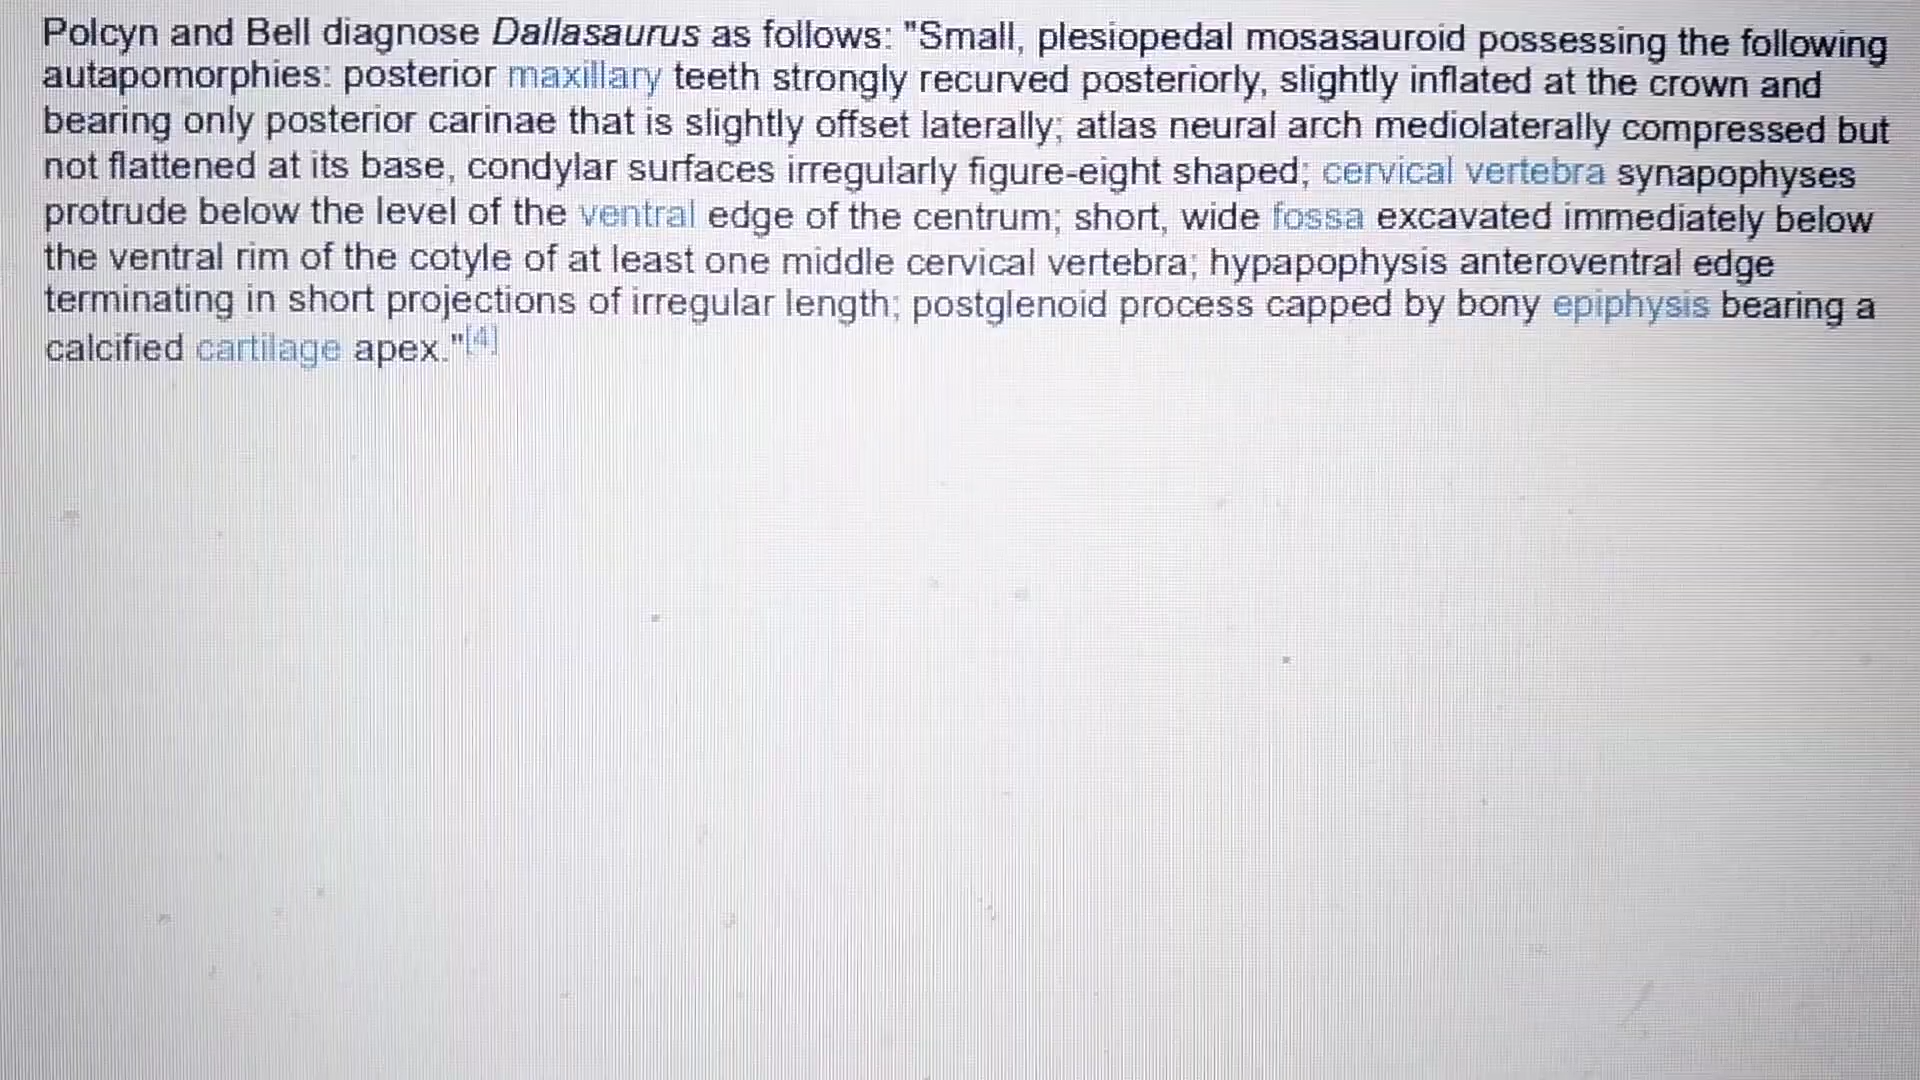 Polcyn and Bell diagnose Dallasaurus as follows: "Small, plesiopedal mosasauroid possessing the following
autapomorphies: posterior maxillary teeth strongly recurved posteriorly, slightly inflated at the crown and
bearing only posterior carinae that is slightly offset laterally; atlas neural arch mediolaterally compressed but
not flattened at its base, condylar surfaces irregularly figure-eight shaped; cervical vertebra synapophyses
protrude below the level of the ventral edge of the centrum; short, wide fossa excavated immediately below
the ventral rim of the cotyle of at least one middle cervical vertebra; hypapophysis anteroventral edge
terminating in short projections of irregular length; postglenoid process capped by bony epiphysis bearing a
calcified cartilage apex."[4]